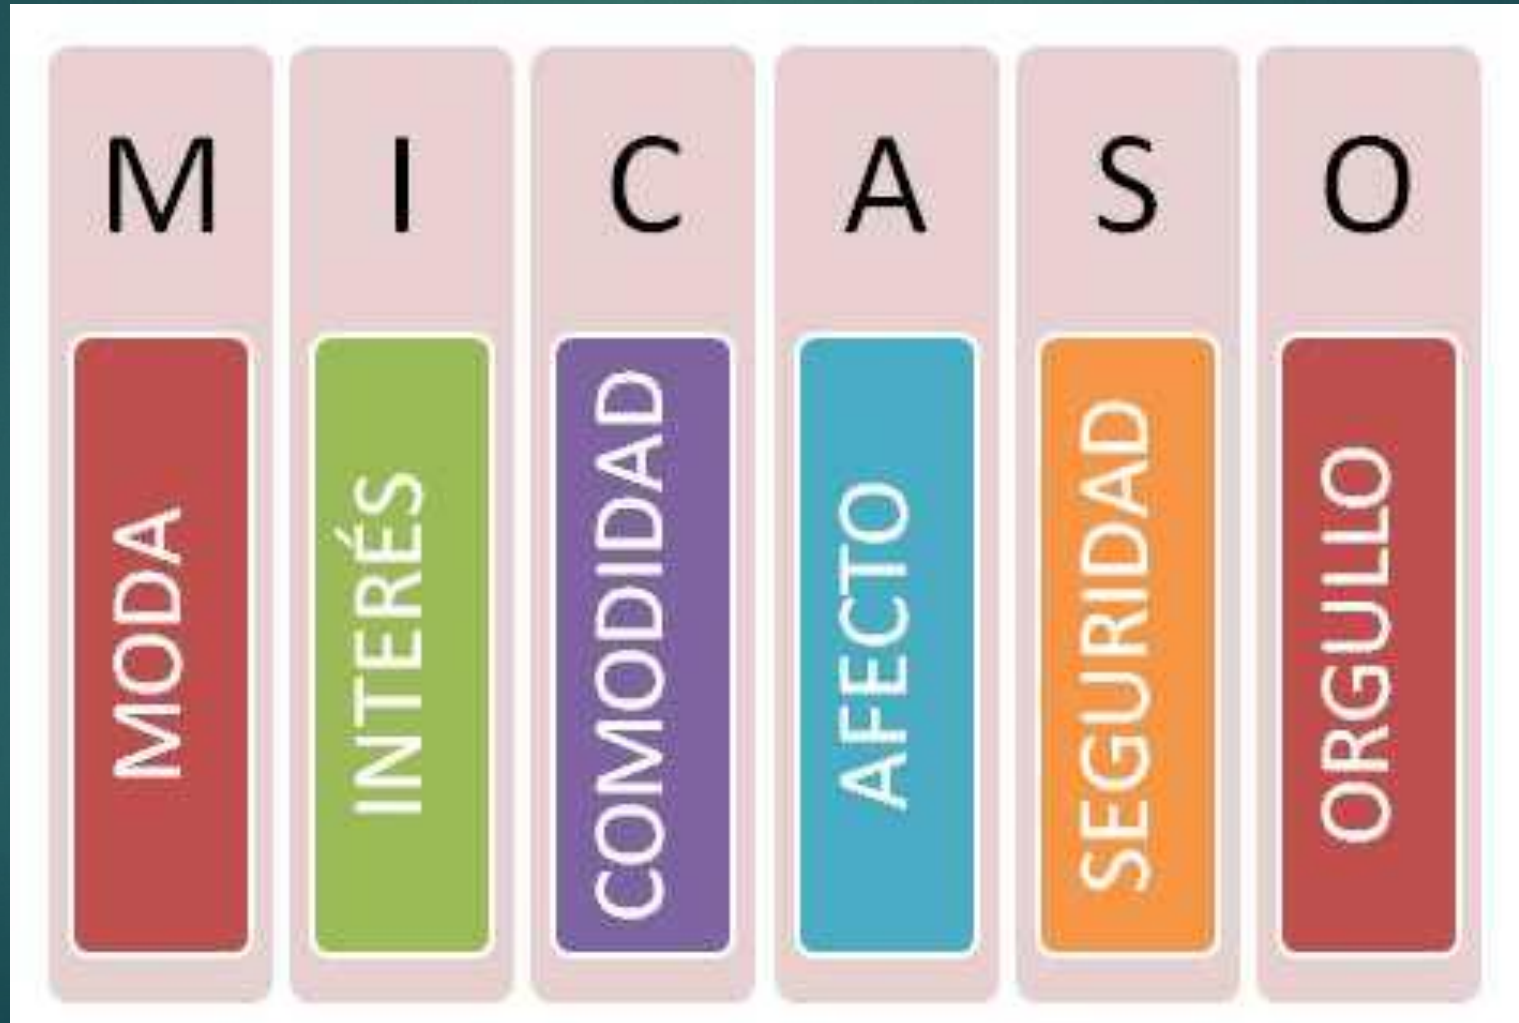 M I C A S O
MODA
INTERÉS
COMODIDAD
AFECTO
SEGURIDAD
ORGULLO